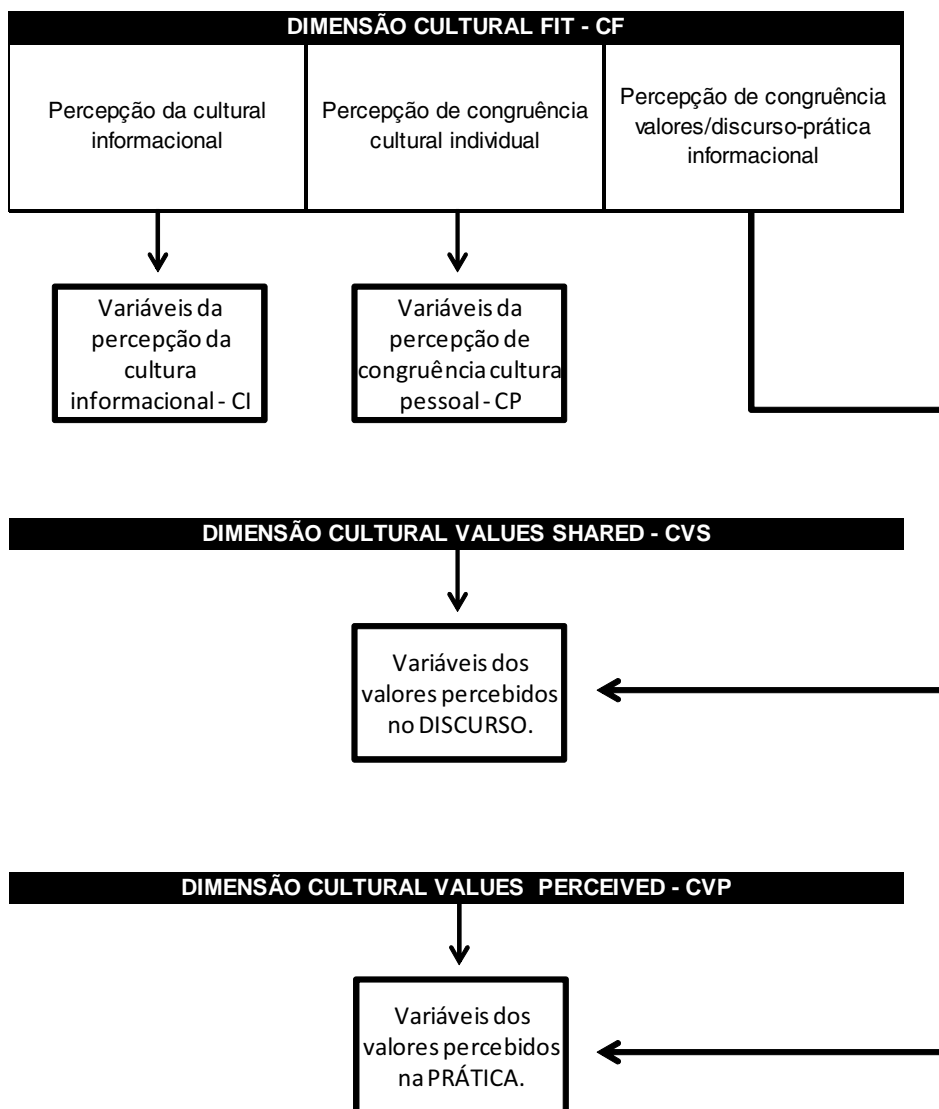 DIMENSÃO CULTURAL FIT - CF
Percepção da cultural
informacional
Percepção de congruência
cultural individual
Percepção de congruência
valores/discurso-prática
informacional
Variáveis da
percepção da
cultura
informacional - CI
Variáveis da
percepção de
congruência cultura
pessoal - CP
DIMENSÃO CULTURAL VALUES SHARED - CVS
Variáveis dos
valores percebidos
no DISCURSO.
DIMENSÃO CULTURAL VALUES  PERCEIVED - CVP
Variáveis dos
valores percebidos
na PRÁTICA.